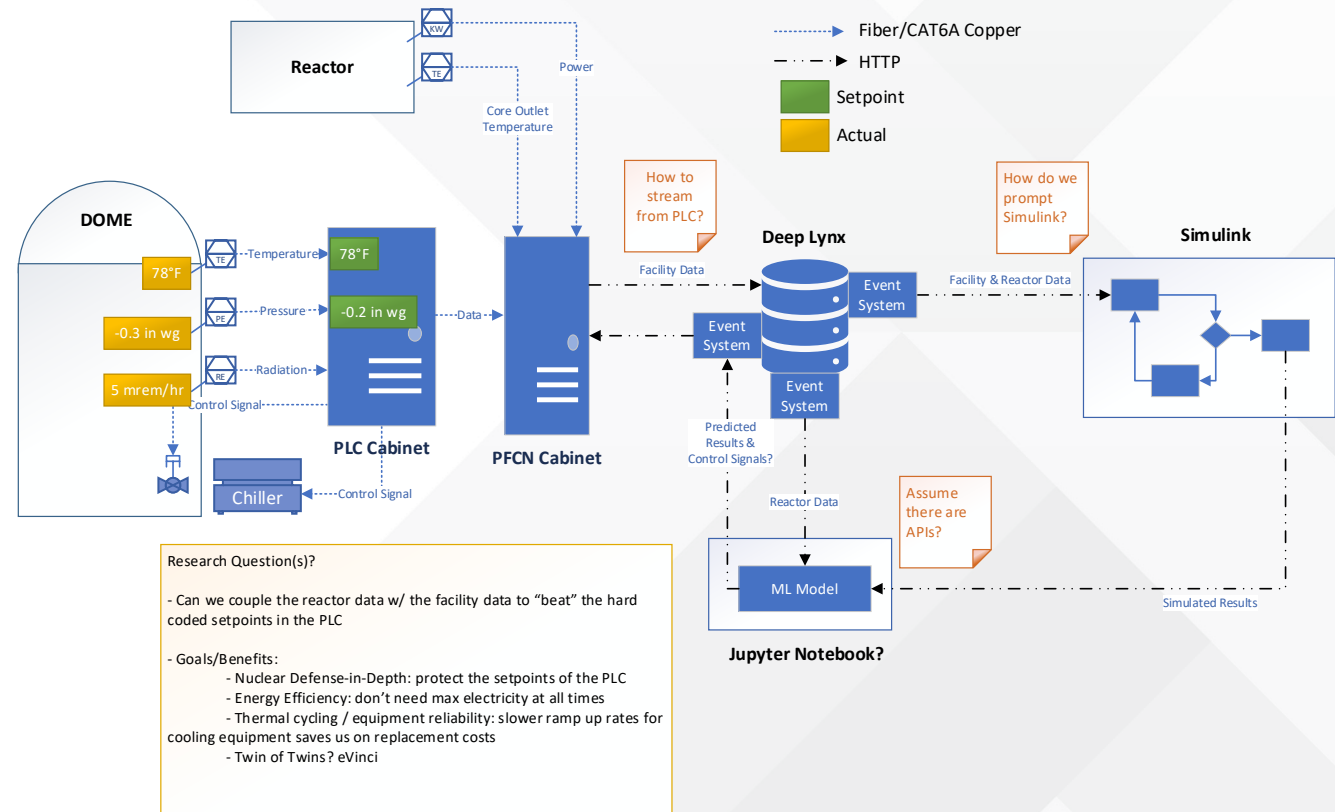 KW
Reactor
TE
Power
Core Outlet
Temperature
Fiber/CAT6A Copper
HTTP
Setpoint
Actual
How to
stream
from PLC?
How do we
prompt
Simulink?
DOME
78°F
TE
Temperature
78°F
-0.3 in wg
PE
Pressure
-0.2 in wg
5 mrem/hr
RE
Radiation
Control Signal
Data
PLC Cabinet
PFCN Cabinet
Chiller
Control Signal
Facility Data
Deep Lynx
Event
System
Event
System
Event
System
Facility & Reactor Data
Simulink
Predicted
Results &
Control Signals?
Reactor Data
Assume
there are
APIs?
ML Model
Simulated Results
Jupyter Notebook?
Research Question(s)?
- Can we couple the reactor data w/ the facility data to “beat” the hard
coded setpoints in the PLC
- Goals/Benefits:
- Nuclear Defense-in-Depth: protect the setpoints of the PLC
- Energy Efficiency: don’t need max electricity at all times
- Thermal cycling / equipment reliability: slower ramp up rates for
cooling equipment saves us on replacement costs
- Twin of Twins? eVinci